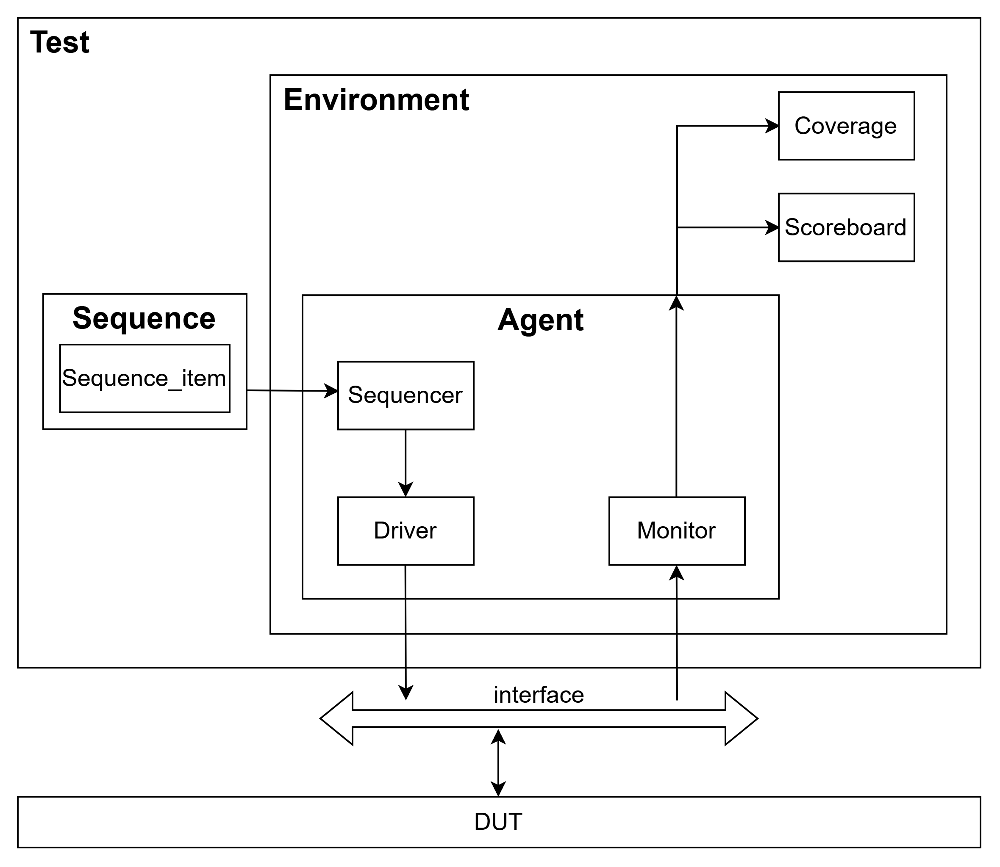 Test
Environment
Coverage
Scoreboard
Sequence
Sequence_item
Agent
Sequencer
Driver
Monitor
interface
DUT